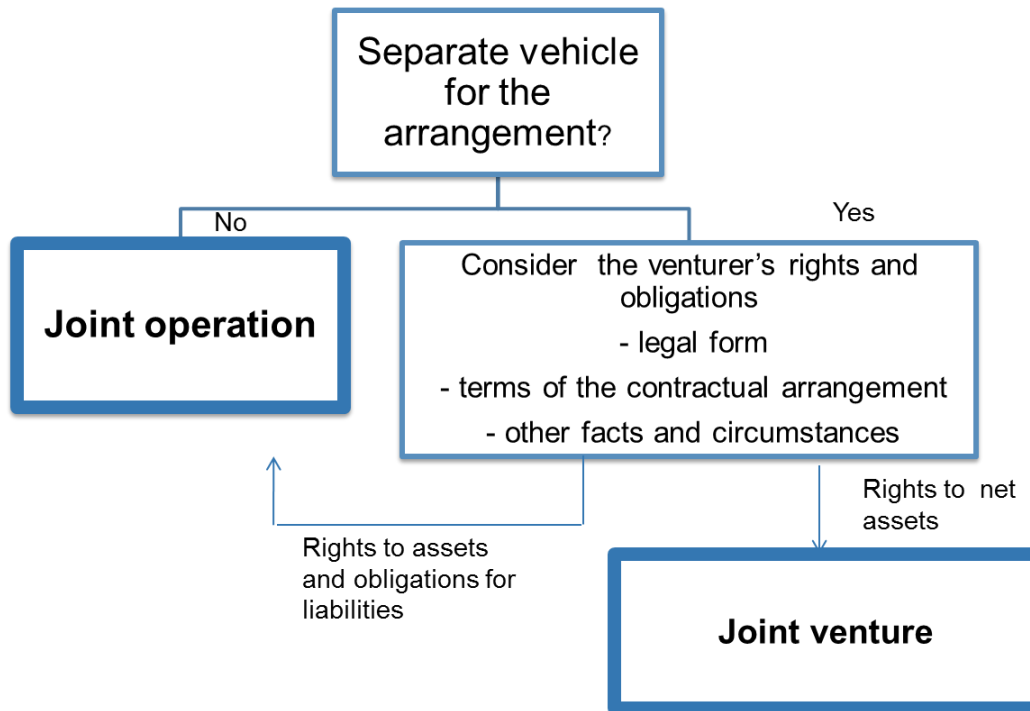 Separate vehicle
for the
arrangement?
No
Yes
Joint operation
Consider the venturer’s rights and
obligations
- legal form
- terms of the contractual arrangement
- other facts and circumstances
Rights to net
assets
Rights to assets
and obligations for
liabilities
Joint venture